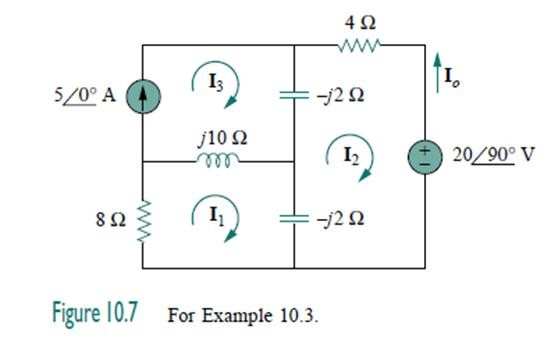 4 Ω
5/0° A
I3
–j2 Ω
Io
j10 Ω
I2
+
–
20/90° V
8 Ω
I1
–j2 Ω
Figure 10.7 For Example 10.3.